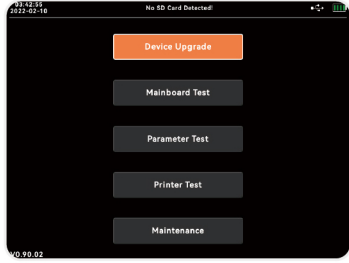 03:42:55
2022-02-10
No SD Card Detected!
Device Upgrade
Mainboard Test
Parameter Test
Printer Test
Maintenance
V0.90.02